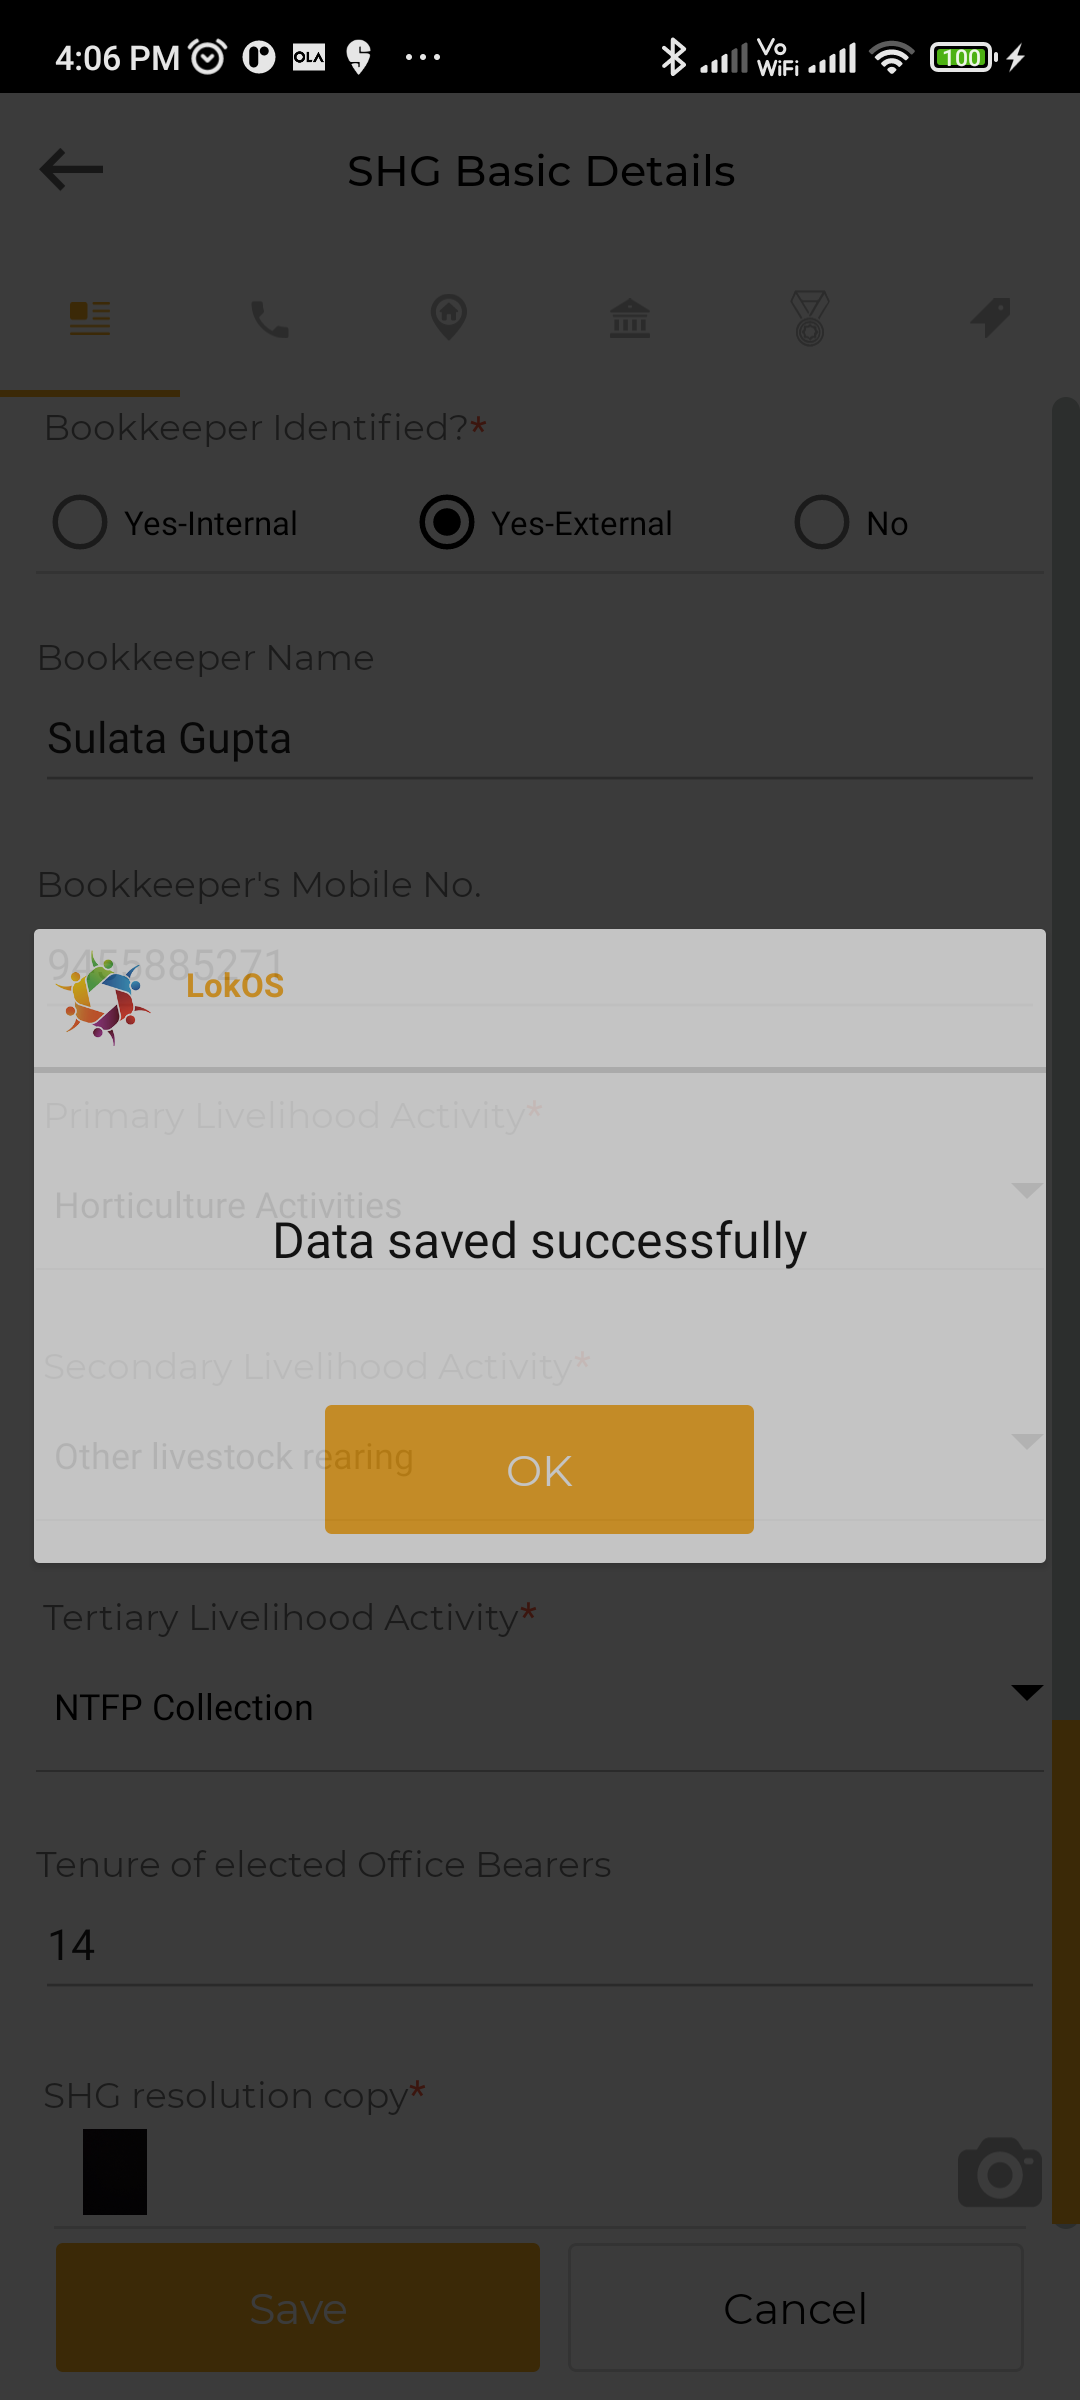 4:06 PM OLA ... Vo WiFi 100
SHG Basic Details
Bookkeeper Identified?*
Yes-Internal Yes-External No
Bookkeeper Name
Sulata Gupta
Bookkeeper's Mobile No.
9455885271
LokOS
Primary Livelihood Activity*
Horticulture Activities
Data saved successfully
Secondary Livelihood Activity*
Other livestock rearing
OK
Tertiary Livelihood Activity*
NTFP Collection
Tenure of elected Office Bearers
14
SHG resolution copy*
Save Cancel